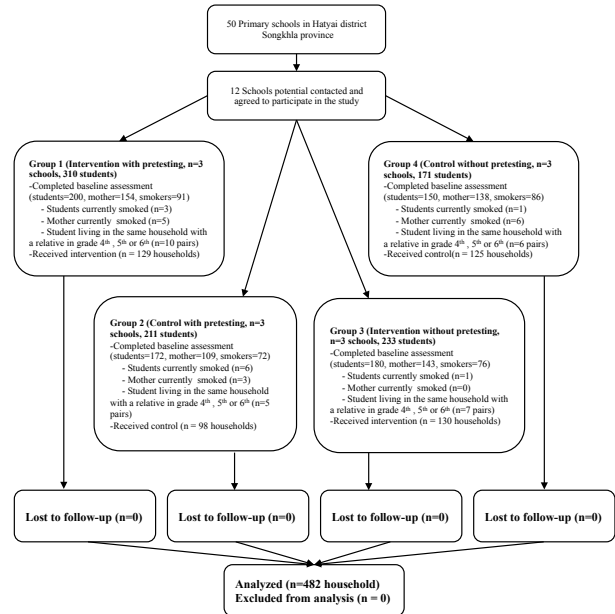 50 Primary schools in Hatyai district
Songkhla province
12 Schools potential contacted and
agreed to participate in the study
Group 1 (Intervention with pretesting, n=3
schools, 310 students)
-Completed baseline assessment
(students=200, mother=154, smokers=91)
- Students currently smoked (n=3)
- Mother currently smoked (n=5)
- Student living in the same household with
a relative in grade 4th , 5th or 6th (n=10 pairs)
-Received intervention (n = 129 households)
Group 4 (Control without pretesting, n=3
schools, 171 students)
-Completed baseline assessment
(students=150, mother=138, smokers=86)
- Students currently smoked (n=1)
- Mother currently smoked (n=6)
- Student living in the same household with
a relative in grade 4th , 5th or 6th (n=6 pairs)
-Received control(n = 125 households)
Group 2 (Control with pretesting, n=3
schools, 211 students)
-Completed baseline assessment
(students=172, mother=109, smokers=72)
- Students currently smoked (n=6)
- Mother currently smoked (n=3)
- Student living in the same household
with a relative in grade 4th , 5th or 6th (n=5
pairs)
-Received control (n = 98 households)
Group 3 (Intervention without pretesting,
n=3 schools, 233 students)
-Completed baseline assessment
(students=180, mother=143, smokers=76)
- Students currently smoked (n=1)
- Mother currently smoked (n=0)
- Student living in the same household with
a relative in grade 4th , 5th or 6th (n=7 pairs)
-Received intervention (n = 130 households)
Lost to follow-up (n=0)
Lost to follow-up (n=0)
Lost to follow-up (n=0)
Lost to follow-up (n=0)
Analyzed (n=482 household)
Excluded from analysis (n = 0)